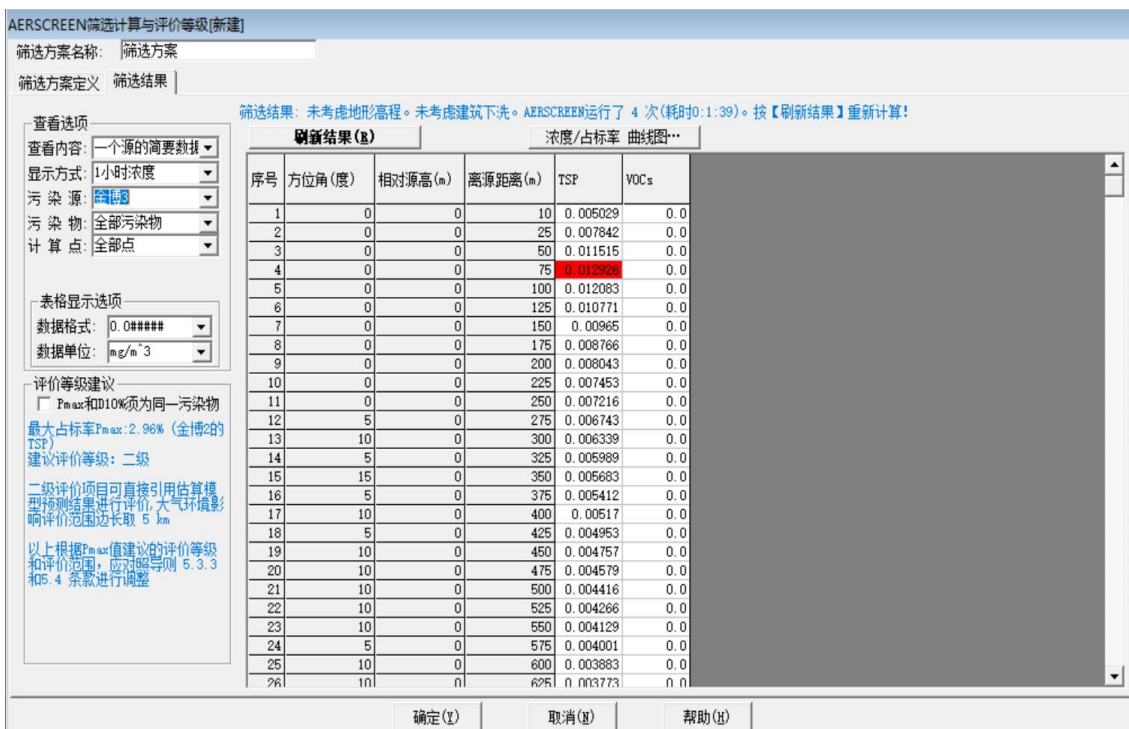 AERSCREEN筛选计算与评价等级[新建]
筛选方案名称: 筛选方案
筛选方案定义 筛选结果
筛选结果: 未考虑地形高程。未考虑建筑下洗。AERSCREEN运行了 4 次(耗时0:1:39)。按【刷新结果】重新计算!
查看选项
查看内容: 一个源的简要数据
显示方式: 1小时浓度
污 染 源: 金博3
污 染 物: 全部污染物
计 算 点: 全部点
表格显示选项
数据格式: 0.0#####
数据单位: mg/m^3
评价等级建议
Pmax和D10%须为同一污染物
最大占标率Pmax:2.96% (金博2的
TSP)
建议评价等级: 二级
二级评价项目可直接引用估算模
型预测结果进行评价,大气环境影
响评价范围边长取 5 km
以上根据Pmax值建议的评价等级
和评价范围, 应对照导则 5.3.3
和5.4 条款进行调整
刷新结果(R) 浓度/占标率 曲线图…
序号 方位角(度) 相对源高(m) 离源距离(m) TSP VOCs
1 0 0 10 0.005029 0.0
2 0 0 25 0.007842 0.0
3 0 0 50 0.011515 0.0
4 0 0 75 0.012926 0.0
5 0 0 100 0.012083 0.0
6 0 0 125 0.010771 0.0
7 0 0 150 0.00965 0.0
8 0 0 175 0.008766 0.0
9 0 0 200 0.008043 0.0
10 0 0 225 0.007453 0.0
11 0 0 250 0.007216 0.0
12 5 0 275 0.006743 0.0
13 10 0 300 0.006339 0.0
14 5 0 325 0.005989 0.0
15 15 0 350 0.005683 0.0
16 5 0 375 0.005412 0.0
17 10 0 400 0.00517 0.0
18 5 0 425 0.004953 0.0
19 10 0 450 0.004757 0.0
20 10 0 475 0.004579 0.0
21 10 0 500 0.004416 0.0
22 10 0 525 0.004266 0.0
23 10 0 550 0.004129 0.0
24 5 0 575 0.004001 0.0
25 10 0 600 0.003883 0.0
26 10 0 625 0.003773 0.0
确定(Y) 取消(N) 帮助(H)